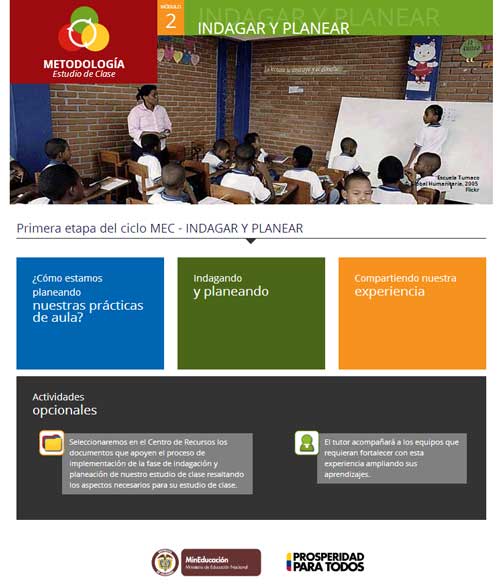 METODOLOGÍA
Estudio de Clase
MÓDULO
2
INDAGAR Y PLANEAR
INDAGAR Y PLANEAR
Escuela Tumaco
© Global Humanitaria, 2005
Flickr
Primera etapa del ciclo MEC - INDAGAR Y PLANEAR
¿Cómo estamos
planeando
nuestras prácticas
de aula?
Indagando
y planeando
Compartiendo nuestra
experiencia
Actividades
opcionales
Seleccionaremos en el Centro de Recursos los
documentos que apoyen el proceso de
implementación de la fase de indagación y
planeación de nuestro estudio de clase resaltando
los aspectos necesarios para su estudio de clase.
El tutor acompañará a los equipos que
requieran fortalecer con esta
experiencia ampliando sus
aprendizajes.
MinEducación
Ministerio de Educación Nacional
PROSPERIDAD
PARA TODOS